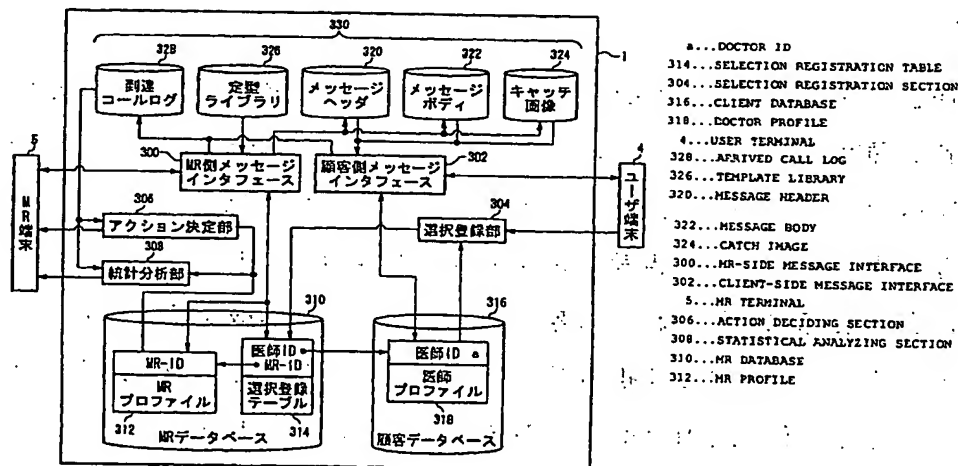 330
1
328
326
320
322
324
到達
コールログ
定型
ライブラリ
メッセージ
ヘッダ
メッセージ
ボディ
キャッチ
画像
5
MR端末
300
MR側メッセージ
インタフェース
顧客側メッセージ
インタフェース
302
4
ユーザ端末
306
アクション決定部
304
選択登録部
308
統計分析部
310
316
MR-ID
MR
プロファイル
312
医師ID
MR-ID
選択登録
テーブル
314
MRデータベース
医師ID a
医師
プロファイル
318
顧客データベース
a...DOCTOR ID
314...SELECTION REGISTRATION TABLE
304...SELECTION REGISTRATION SECTION
316...CLIENT DATABASE
318...DOCTOR PROFILE
4...USER TERMINAL
328...ARRIVED CALL LOG
326...TEMPLATE LIBRARY
320...MESSAGE HEADER
322...MESSAGE BODY
324...CATCH IMAGE
300...MR-SIDE MESSAGE INTERFACE
302...CLIENT-SIDE MESSAGE INTERFACE
5...MR TERMINAL
306...ACTION DECIDING SECTION
308...STATISTICAL ANALYZING SECTION
310...MR DATABASE
312...MR PROFILE